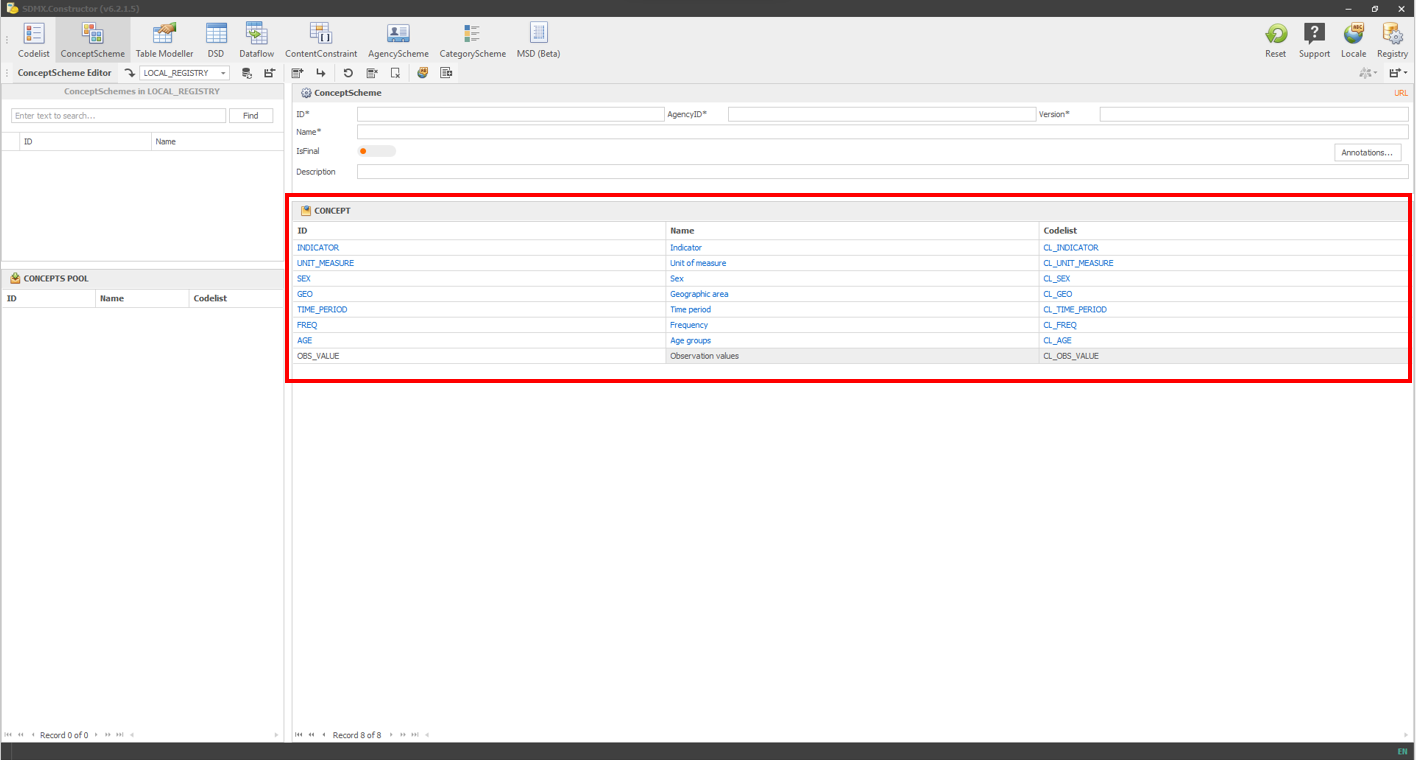 SDMX.Constructor (v6.2.1.5)
Codelist ConceptScheme Table Modeller DSD Dataflow ContentConstraint AgencyScheme CategoryScheme MSD (Beta) Reset Support Locale Registry
ConceptScheme Editor LOCAL_REGISTRY
ConceptSchemes in LOCAL_REGISTRY
Enter text to search... Find
ID Name
CONCEPTS POOL
ID Name Codelist
Record 0 of 0
ConceptScheme URL
ID* AgencyID* Version*
Name*
IsFinal Annotations...
Description
CONCEPT
ID Name Codelist
INDICATOR Indicator CL_INDICATOR
UNIT_MEASURE Unit of measure CL_UNIT_MEASURE
SEX Sex CL_SEX
GEO Geographic area CL_GEO
TIME_PERIOD Time period CL_TIME_PERIOD
FREQ Frequency CL_FREQ
AGE Age groups CL_AGE
OBS_VALUE Observation values CL_OBS_VALUE
Record 8 of 8
EN